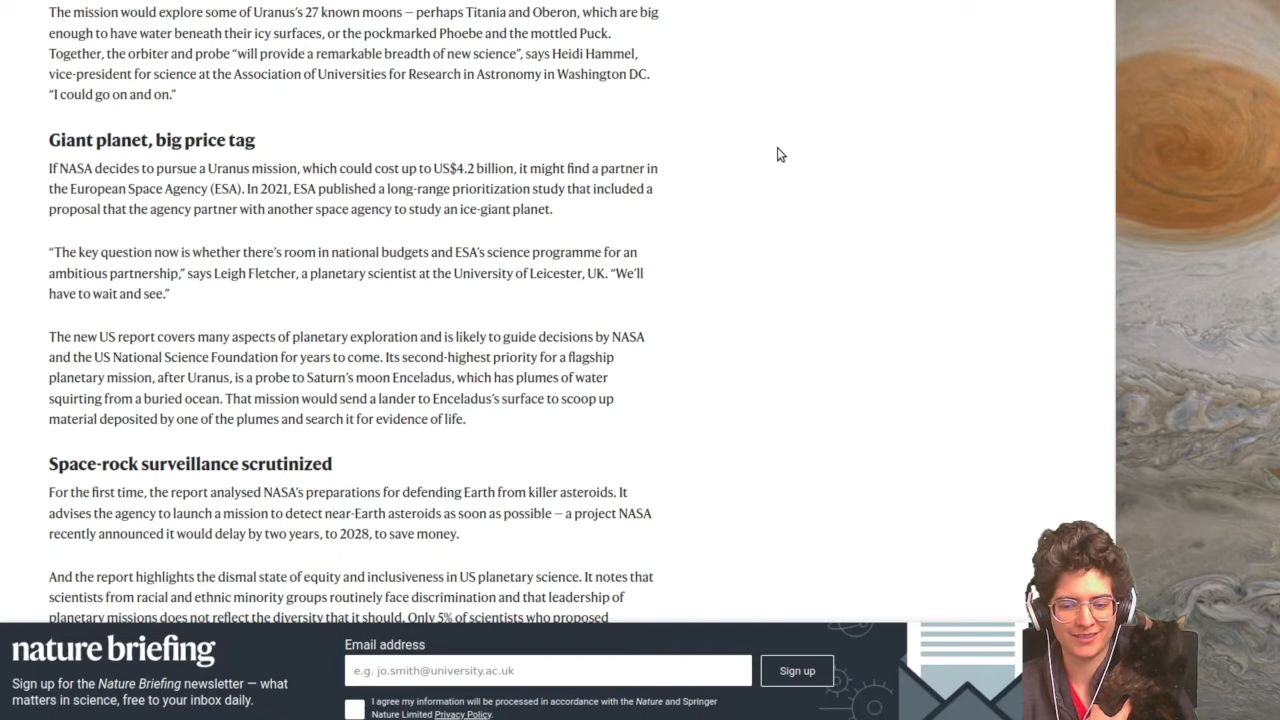 The mission would explore some of Uranus's 27 known moons — perhaps Titania and Oberon, which are big
enough to have water beneath their icy surfaces, or the pockmarked Phoebe and the mottled Puck.
Together, the orbiter and probe “will provide a remarkable breadth of new science”, says Heidi Hammel,
vice-president for science at the Association of Universities for Research in Astronomy in Washington DC.
“I could go on and on.”
Giant planet, big price tag
If NASA decides to pursue a Uranus mission, which could cost up to US$4.2 billion, it might find a partner in
the European Space Agency (ESA). In 2021, ESA published a long-range prioritization study that included a
proposal that the agency partner with another space agency to study an ice-giant planet.
“The key question now is whether there’s room in national budgets and ESA’s science programme for an
ambitious partnership,” says Leigh Fletcher, a planetary scientist at the University of Leicester, UK. “We’ll
have to wait and see.”
The new US report covers many aspects of planetary exploration and is likely to guide decisions by NASA
and the US National Science Foundation for years to come. Its second-highest priority for a flagship
planetary mission, after Uranus, is a probe to Saturn’s moon Enceladus, which has plumes of water
squirting from a buried ocean. That mission would send a lander to Enceladus’s surface to scoop up
material deposited by one of the plumes and search it for evidence of life.
Space-rock surveillance scrutinized
For the first time, the report analysed NASA’s preparations for defending Earth from killer asteroids. It
advises the agency to launch a mission to detect near-Earth asteroids as soon as possible — a project NASA
recently announced it would delay by two years, to 2028, to save money.
And the report highlights the dismal state of equity and inclusiveness in US planetary science. It notes that
scientists from racial and ethnic minority groups routinely face discrimination and that leadership of
planetary missions does not reflect the diversity that it should. Only 5% of scientists who proposed
nature briefing
Sign up for the Nature Briefing newsletter — what
matters in science, free to your inbox daily.
Email address
e.g. jo.smith@university.ac.uk
Sign up
I agree my information will be processed in accordance with the Nature and Springer
Nature Limited Privacy Policy.